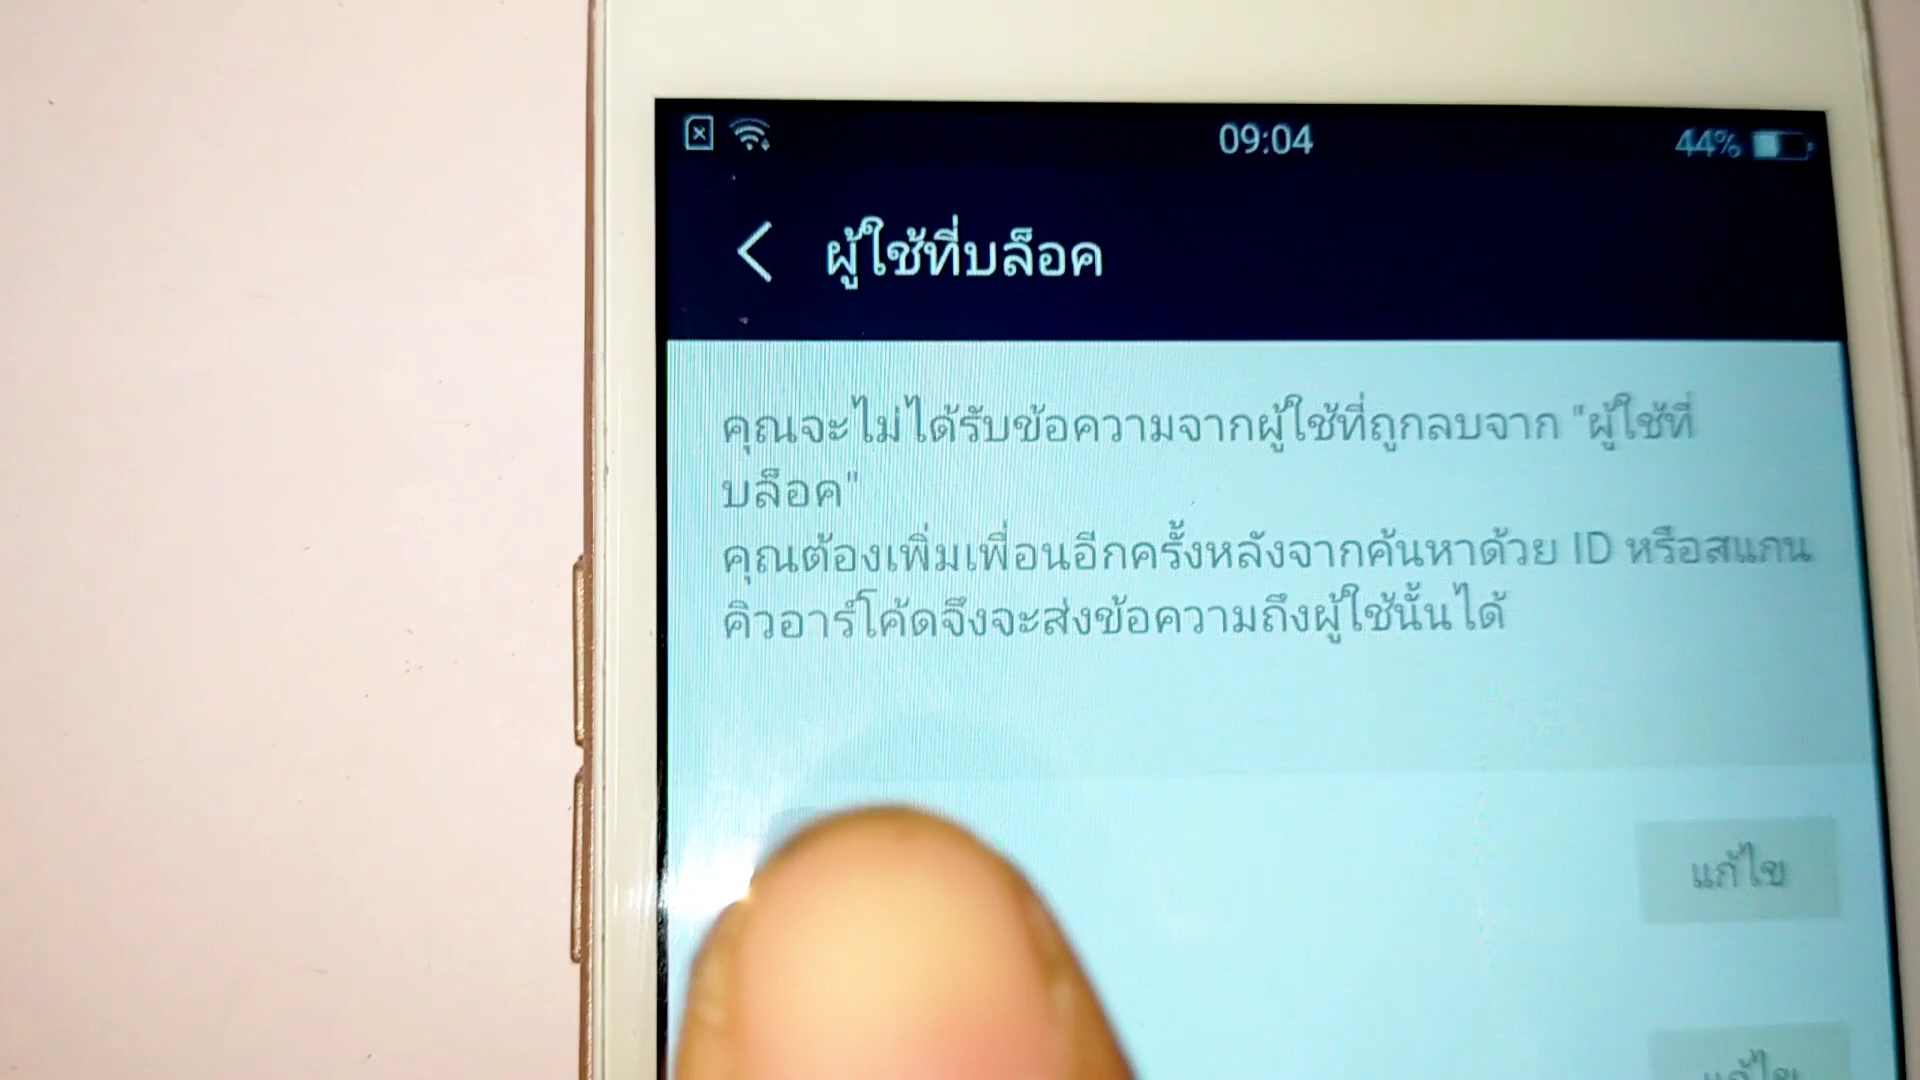 09:04
44%
ผู้ใช้ที่บล็อค
คุณจะไม่ได้รับข้อความจากผู้ใช้ที่ถูกลบจาก "ผู้ใช้ที่
บล็อค"
คุณต้องเพิ่มเพื่อนอีกครั้งหลังจากค้นหาด้วย ID หรือสแกน
คิวอาร์โค้ดจึงจะส่งข้อความถึงผู้ใช้นั้นได้
แก้ไข
แก้ไข